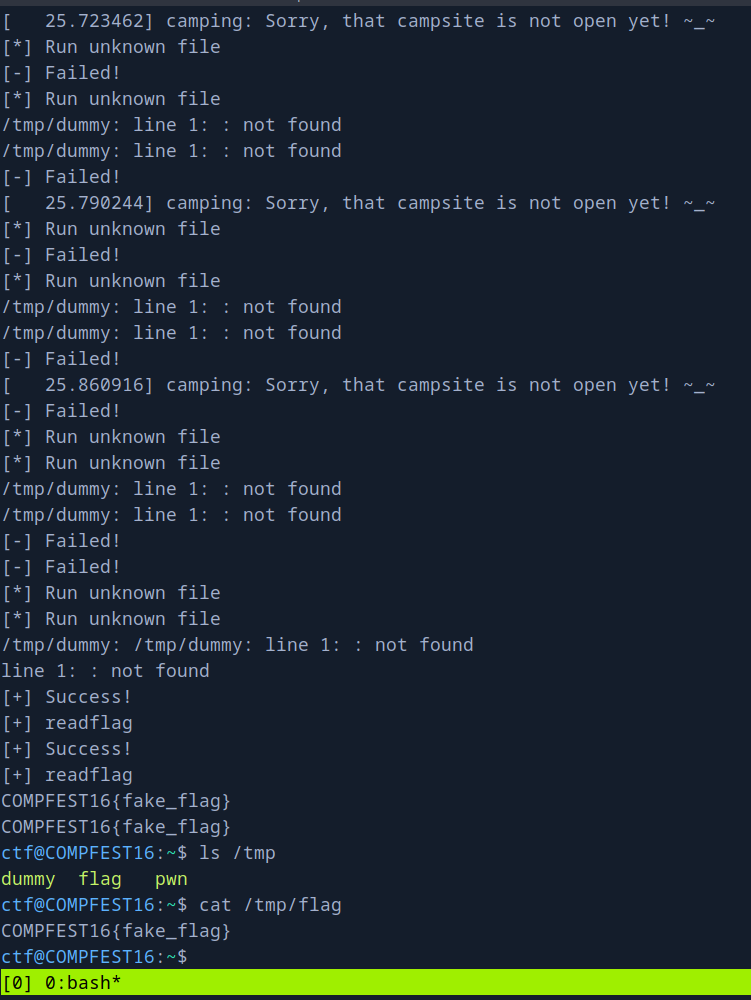 [   25.723462] camping: Sorry, that campsite is not open yet! ~_~
[*] Run unknown file
[-] Failed!
[*] Run unknown file
/tmp/dummy: line 1: : not found
/tmp/dummy: line 1: : not found
[-] Failed!
[   25.790244] camping: Sorry, that campsite is not open yet! ~_~
[*] Run unknown file
[-] Failed!
[*] Run unknown file
/tmp/dummy: line 1: : not found
/tmp/dummy: line 1: : not found
[-] Failed!
[   25.860916] camping: Sorry, that campsite is not open yet! ~_~
[-] Failed!
[*] Run unknown file
[*] Run unknown file
/tmp/dummy: line 1: : not found
/tmp/dummy: line 1: : not found
[-] Failed!
[-] Failed!
[*] Run unknown file
[*] Run unknown file
/tmp/dummy: /tmp/dummy: line 1: : not found
line 1: : not found
[+] Success!
[+] readflag
[+] Success!
[+] readflag
COMPFEST16{fake_flag}
COMPFEST16{fake_flag}
ctf@COMPFEST16:~$ ls /tmp
dummy  flag   pwn
ctf@COMPFEST16:~$ cat /tmp/flag
COMPFEST16{fake_flag}
ctf@COMPFEST16:~$
[0] 0:bash*